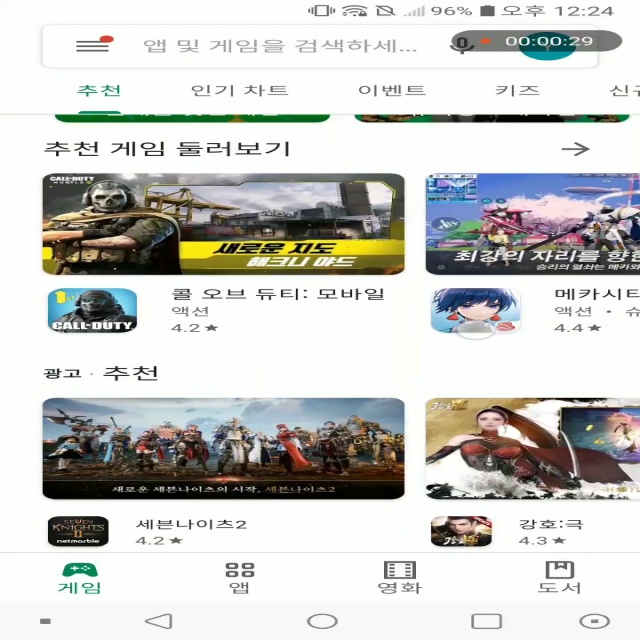 96% 오후 12:24
앱 및 게임을 검색하세...
00:00:29
추천 인기 차트 이벤트 키즈 신규
추천 게임 둘러보기
CALL·DUTY
MOBILE
새로운 지도
해크니 야드
최강의 자리를 향한
승리의 열쇠는 메카와
CALL·DUTY
콜 오브 듀티: 모바일
액션
4.2★
메카시티
액션 · 슈
4.4★
광고 · 추천
새로운 세븐나이츠의 시작, 세븐나이츠2
SEVEN
KNIGHTS
II
netmarble
세븐나이츠2
4.2★
강호:극
4.3★
게임 앱 영화 도서